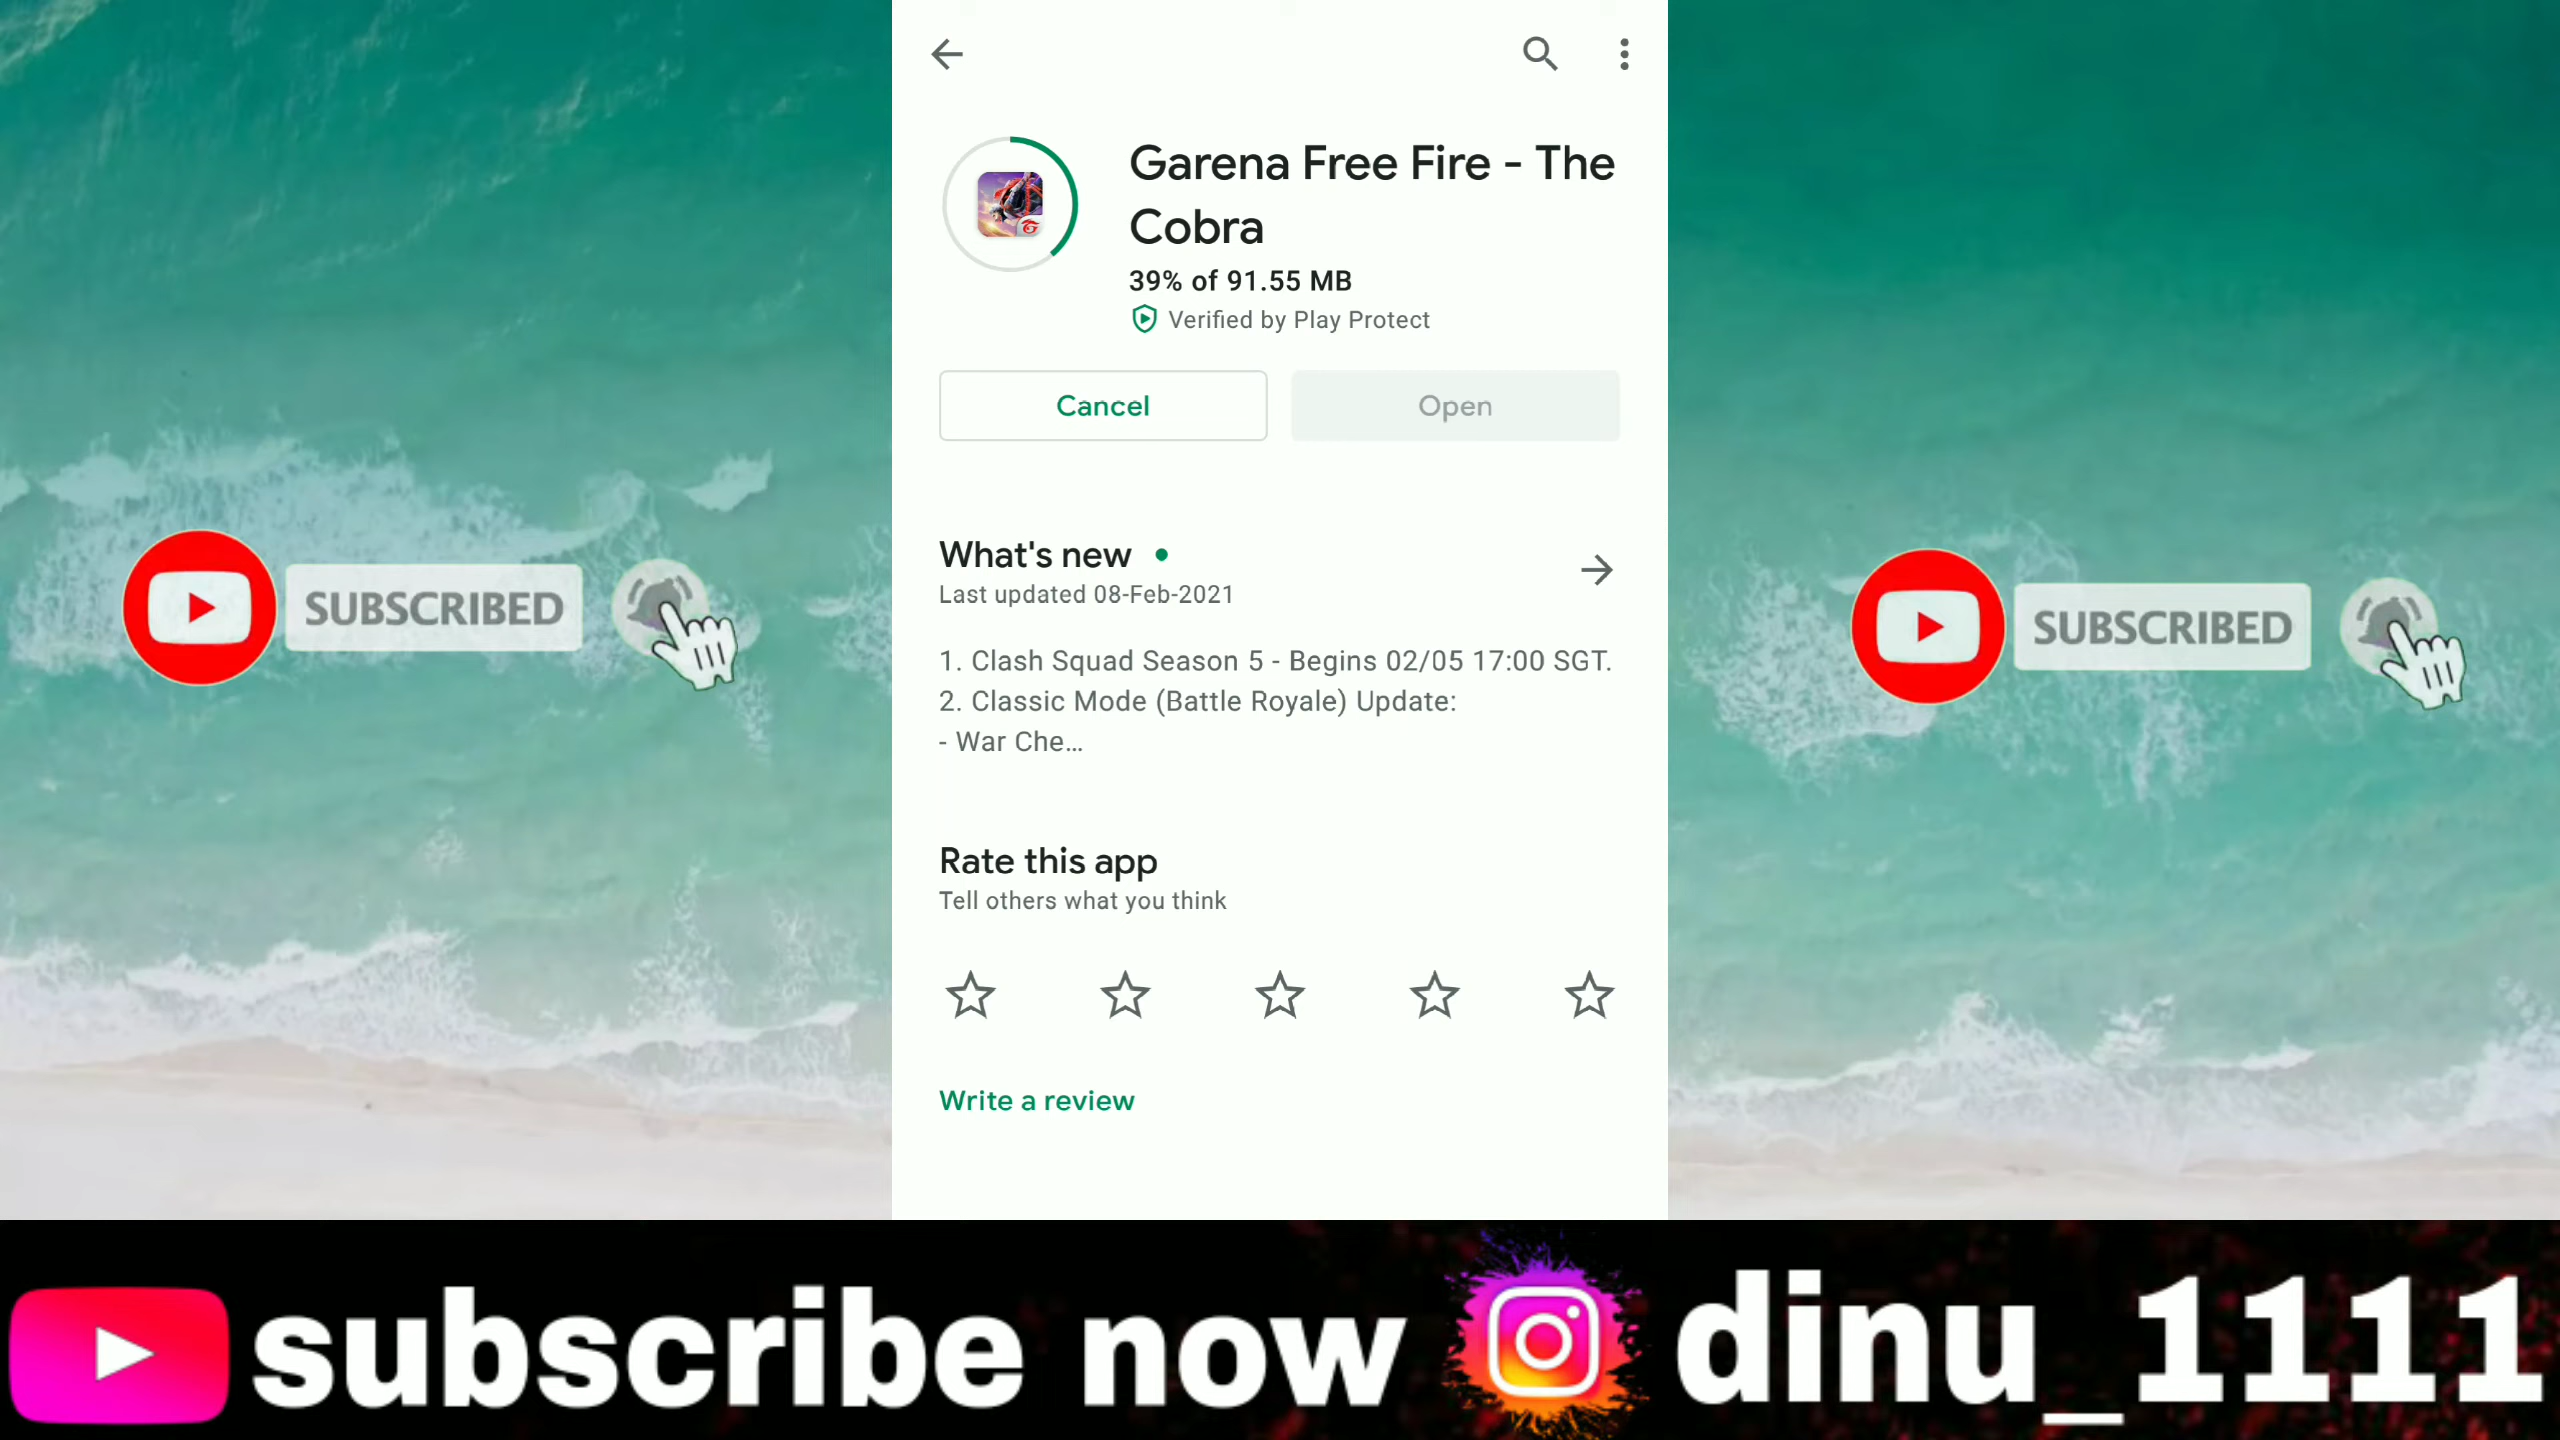 Garena Free Fire - The
Cobra
39% of 91.55 MB
Verified by Play Protect
Cancel
Open
What's new
Last updated 08-Feb-2021
1. Clash Squad Season 5 - Begins 02/05 17:00 SGT.
2. Classic Mode (Battle Royale) Update:
- War Che...
SUBSCRIBED
SUBSCRIBED
Rate this app
Tell others what you think
Write a review
subscribe now
dinu_1111